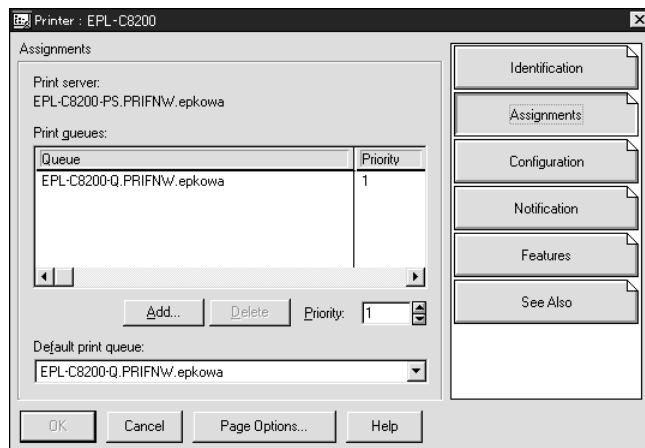 Printer : EPL-C8200
Assignments
Print server:
EPL-C8200-PS.PRIFNW.epkowa
Print queues:
Queue Priority
EPL-C8200-Q.PRIFNW.epkowa 1
Add... Delete Priority: 1
Default print queue:
EPL-C8200-Q.PRIFNW.epkowa
OK Cancel Page Options... Help
Identification
Assignments
Configuration
Notification
Features
See Also